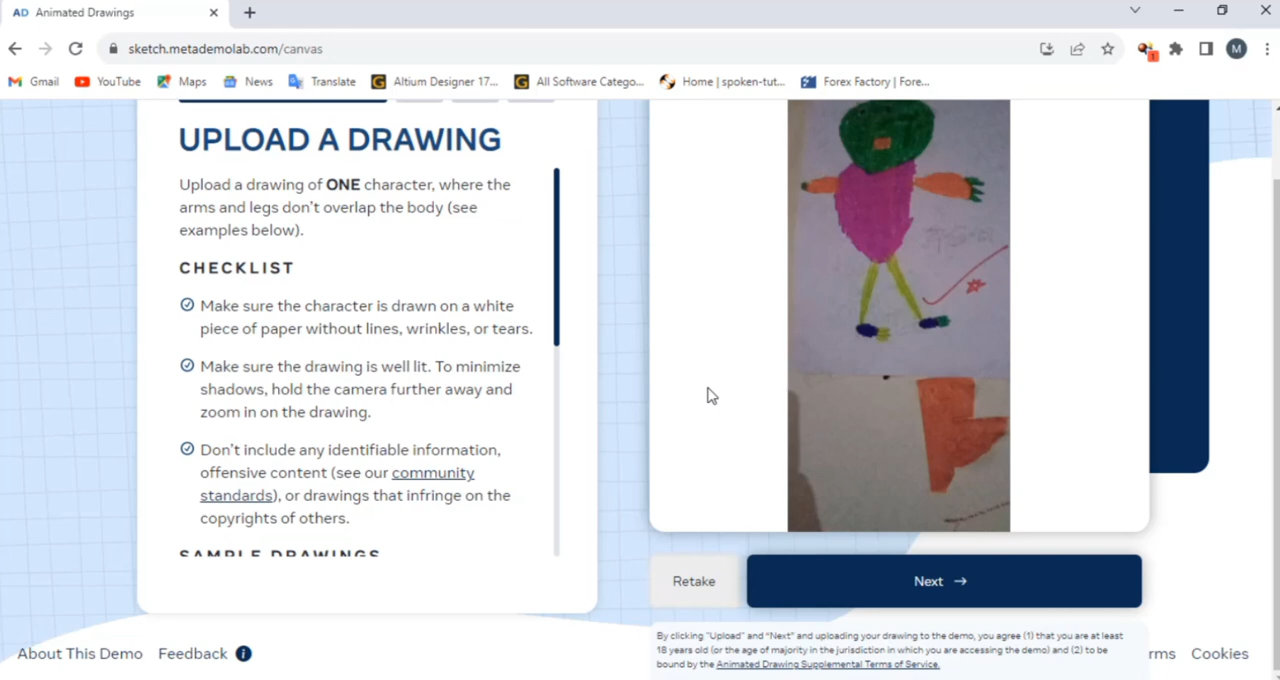 AD Animated Drawings
sketch.metademolab.com/canvas
1 M
Gmail YouTube Maps News Translate Altium Designer 17... All Software Catego... Home | spoken-tut... Forex Factory | Fore...
UPLOAD A DRAWING
Upload a drawing of ONE character, where the
arms and legs don't overlap the body (see
examples below).
CHECKLIST
Make sure the character is drawn on a white
piece of paper without lines, wrinkles, or tears.
Make sure the drawing is well lit. To minimize
shadows, hold the camera further away and
zoom in on the drawing.
Don't include any identifiable information,
offensive content (see our community
standards), or drawings that infringe on the
copyrights of others.
SAMPLE DRAWINGS
Retake
Next →
By clicking "Upload" and "Next" and uploading your drawing to the demo, you agree (1) that you are at least
18 years old (or the age of majority in the jurisdiction in which you are accessing the demo) and (2) to be
bound by the Animated Drawing Supplemental Terms of Service.
About This Demo Feedback i
rms Cookies